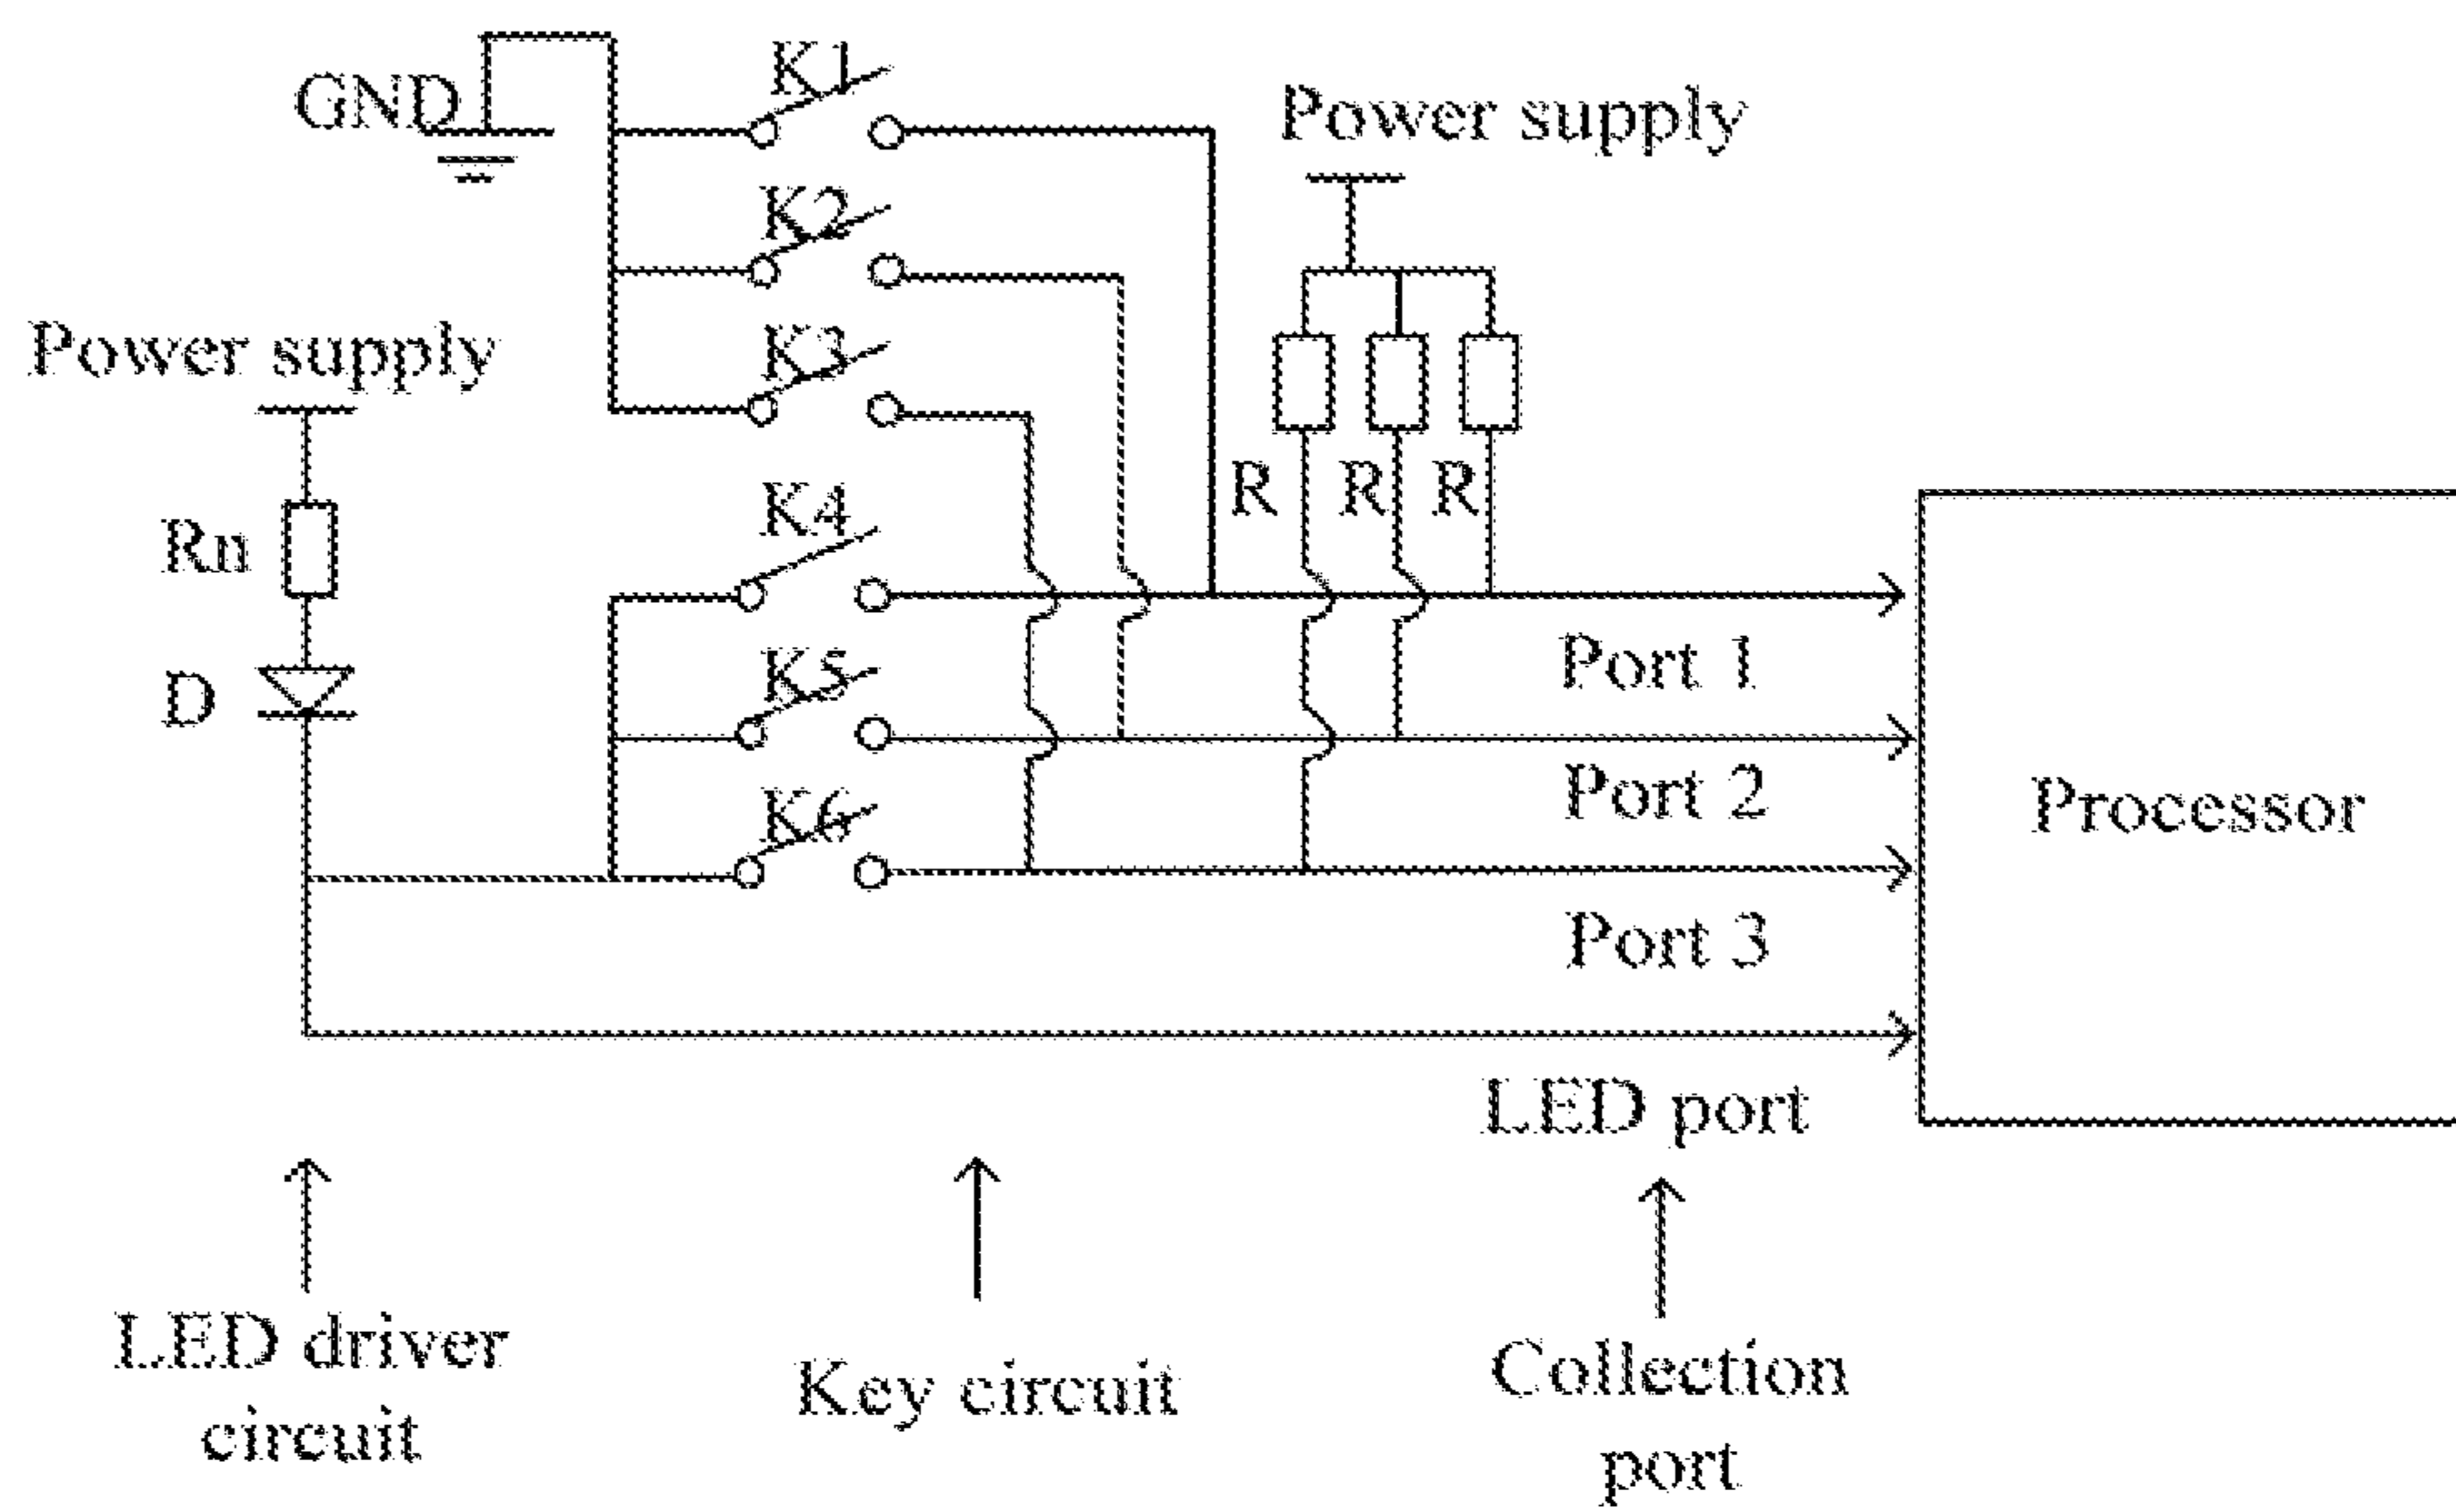 K1
GND
Power supply
K2
K3
Power supply
K4
R R R
Rn
Port 1
K5
D
Port 2
K6
Processor
Port 3
LED port
LED driver
circuit
Key circuit
Collection
port